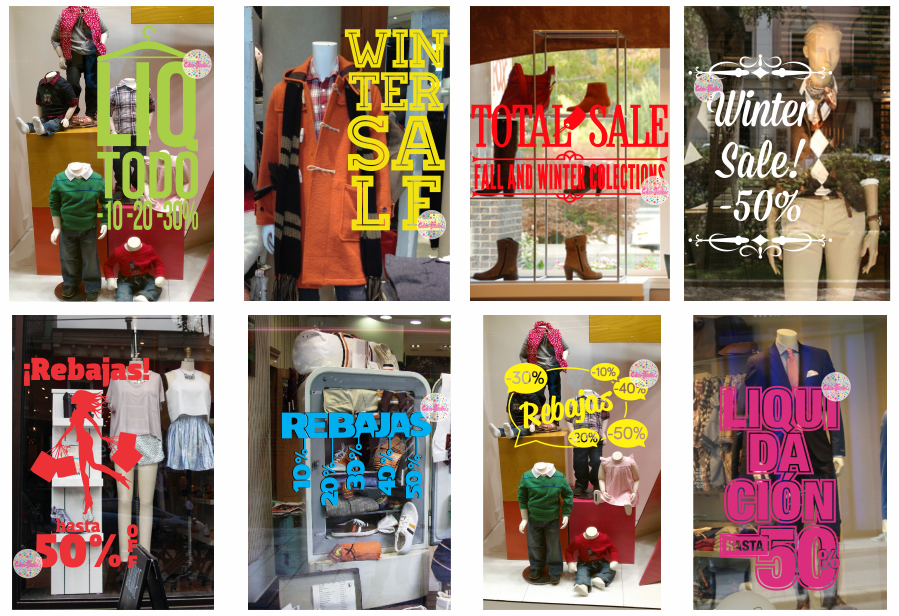 LIQ
TODO
-10 -20 -30%
WIN
TER
SA
LE
TOTAL SALE
FALL AND WINTER COLECTIONS
Winter
Sale!
-50%
¡Rebajas!
hasta
50%
OFF
REBAJAS
10%
20%
30%
40%
50%
-30%
-10%
-40%
Rebajas
-20%
-50%
LIQUI
DA
CIÓN
HASTA
50%